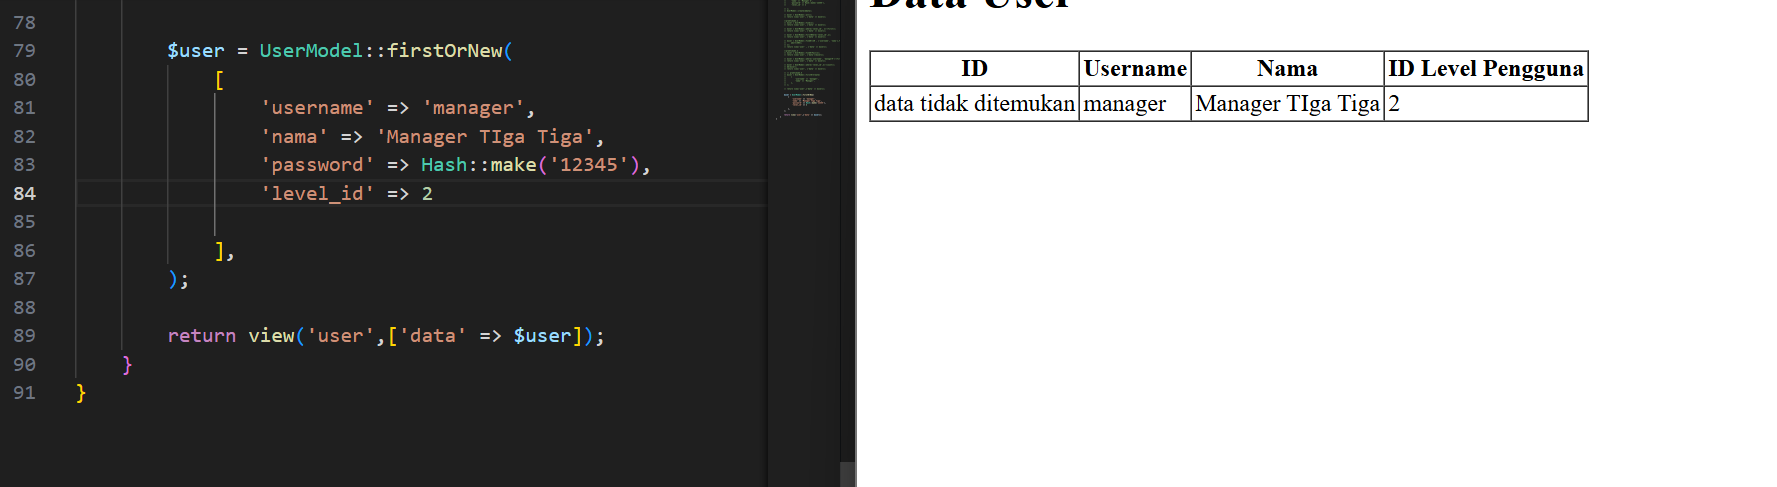 78
79 $user = UserModel::firstOrNew(
80 [
81 'username' => 'manager',
82 'nama' => 'Manager TIga Tiga',
83 'password' => Hash::make('12345'),
84 'level_id' => 2
85
86 ],
87 );
88
89 return view('user',['data' => $user]);
90 }
91 }
Data User
ID Username Nama ID Level Pengguna
data tidak ditemukan manager Manager TIga Tiga 2